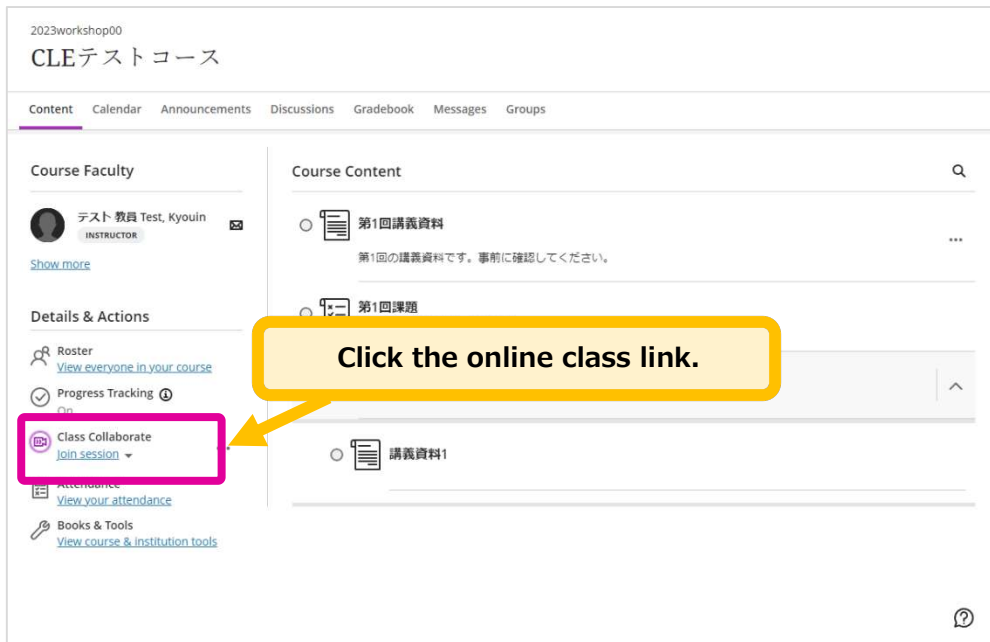 2023workshop00
CLEテストコース
Content Calendar Announcements Discussions Gradebook Messages Groups
Course Faculty
テスト 教員 Test, Kyouin
INSTRUCTOR
Show more
Details & Actions
Roster
View everyone in your course
Progress Tracking
On
Class Collaborate
Join session
Attendance
View your attendance
Books & Tools
View course & institution tools
Course Content
第1回講義資料
第1回の講義資料です。事前に確認してください。
第1回課題
Click the online class link.
講義資料1